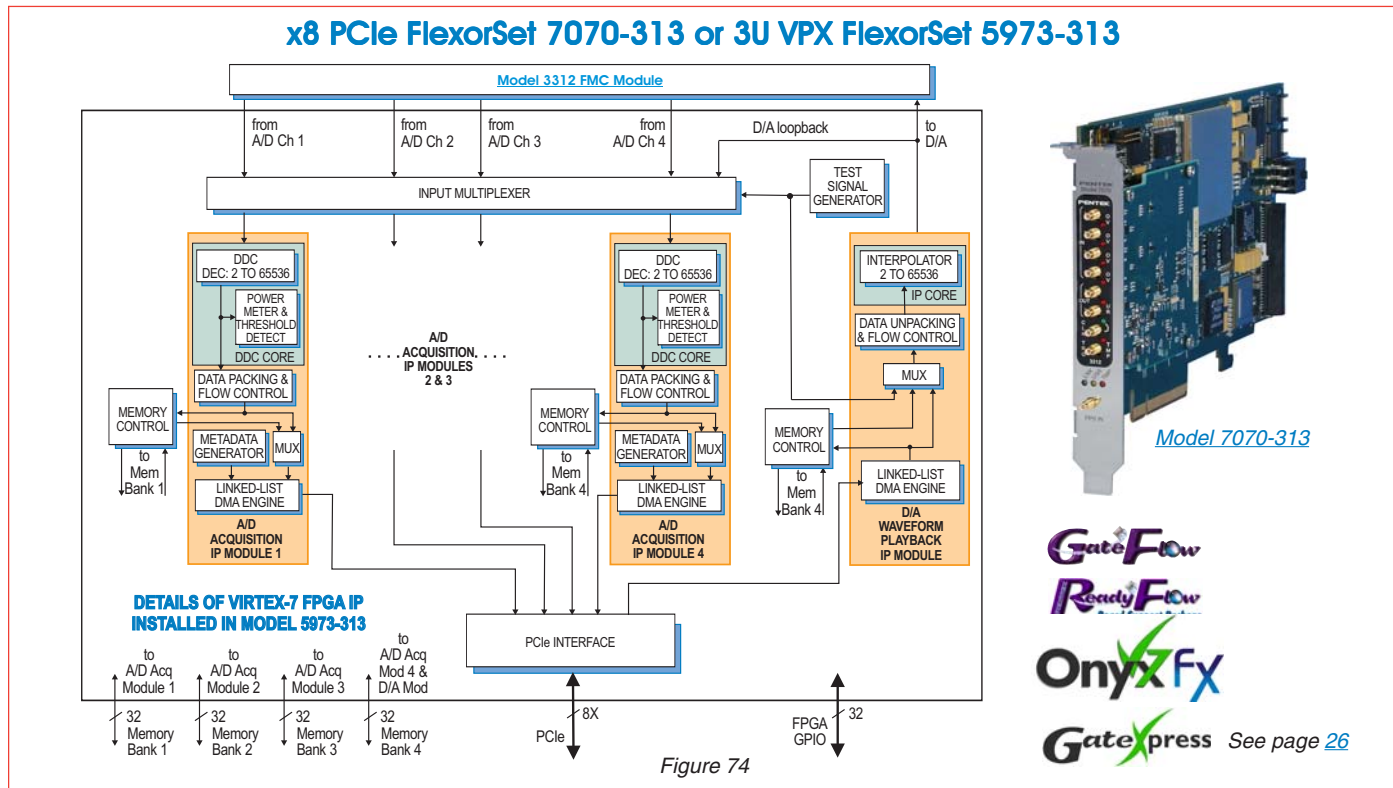 x8 PCIe FlexorSet 7070-313 or 3U VPX FlexorSet 5973-313
Model 3312 FMC Module
from
A/D Ch 1
from
A/D Ch 2
from
A/D Ch 3
from
A/D Ch 4
D/A loopback
to
D/A
INPUT MULTIPLEXER
TEST
SIGNAL
GENERATOR
DDC
DEC: 2 TO 65536
POWER
METER &
THRESHOLD
DETECT
DDC CORE
DATA PACKING &
FLOW CONTROL
MEMORY
CONTROL
METADATA
GENERATOR
MUX
to
Mem
Bank 1
LINKED-LIST
DMA ENGINE
A/D
ACQUISITION
IP MODULE 1
A/D
. . . . ACQUISITION. . . .
IP MODULES
2 & 3
DDC
DEC: 2 TO 65536
POWER
METER &
THRESHOLD
DETECT
DDC CORE
DATA PACKING &
FLOW CONTROL
MEMORY
CONTROL
METADATA
GENERATOR
MUX
to
Mem
Bank 4
LINKED-LIST
DMA ENGINE
A/D
ACQUISITION
IP MODULE 4
INTERPOLATOR
2 TO 65536
IP CORE
DATA UNPACKING
& FLOW CONTROL
MUX
MEMORY
CONTROL
to
Mem
Bank 4
LINKED-LIST
DMA ENGINE
D/A
WAVEFORM
PLAYBACK
IP MODULE
DETAILS OF VIRTEX-7 FPGA IP
INSTALLED IN MODEL 5973-313
PCIe INTERFACE
to
A/D Acq
Module 1
to
A/D Acq
Module 2
to
A/D Acq
Module 3
to
A/D Acq
Mod 4 &
D/A Mod
32
Memory
Bank 1
32
Memory
Bank 2
32
Memory
Bank 3
32
Memory
Bank 4
8X
PCIe
FPGA
GPIO
32
Figure 74
PENTEK
3312
Model 7070-313
GateFlow
ReadyFlow
Onyx7Fx
GateXpress
See page 26